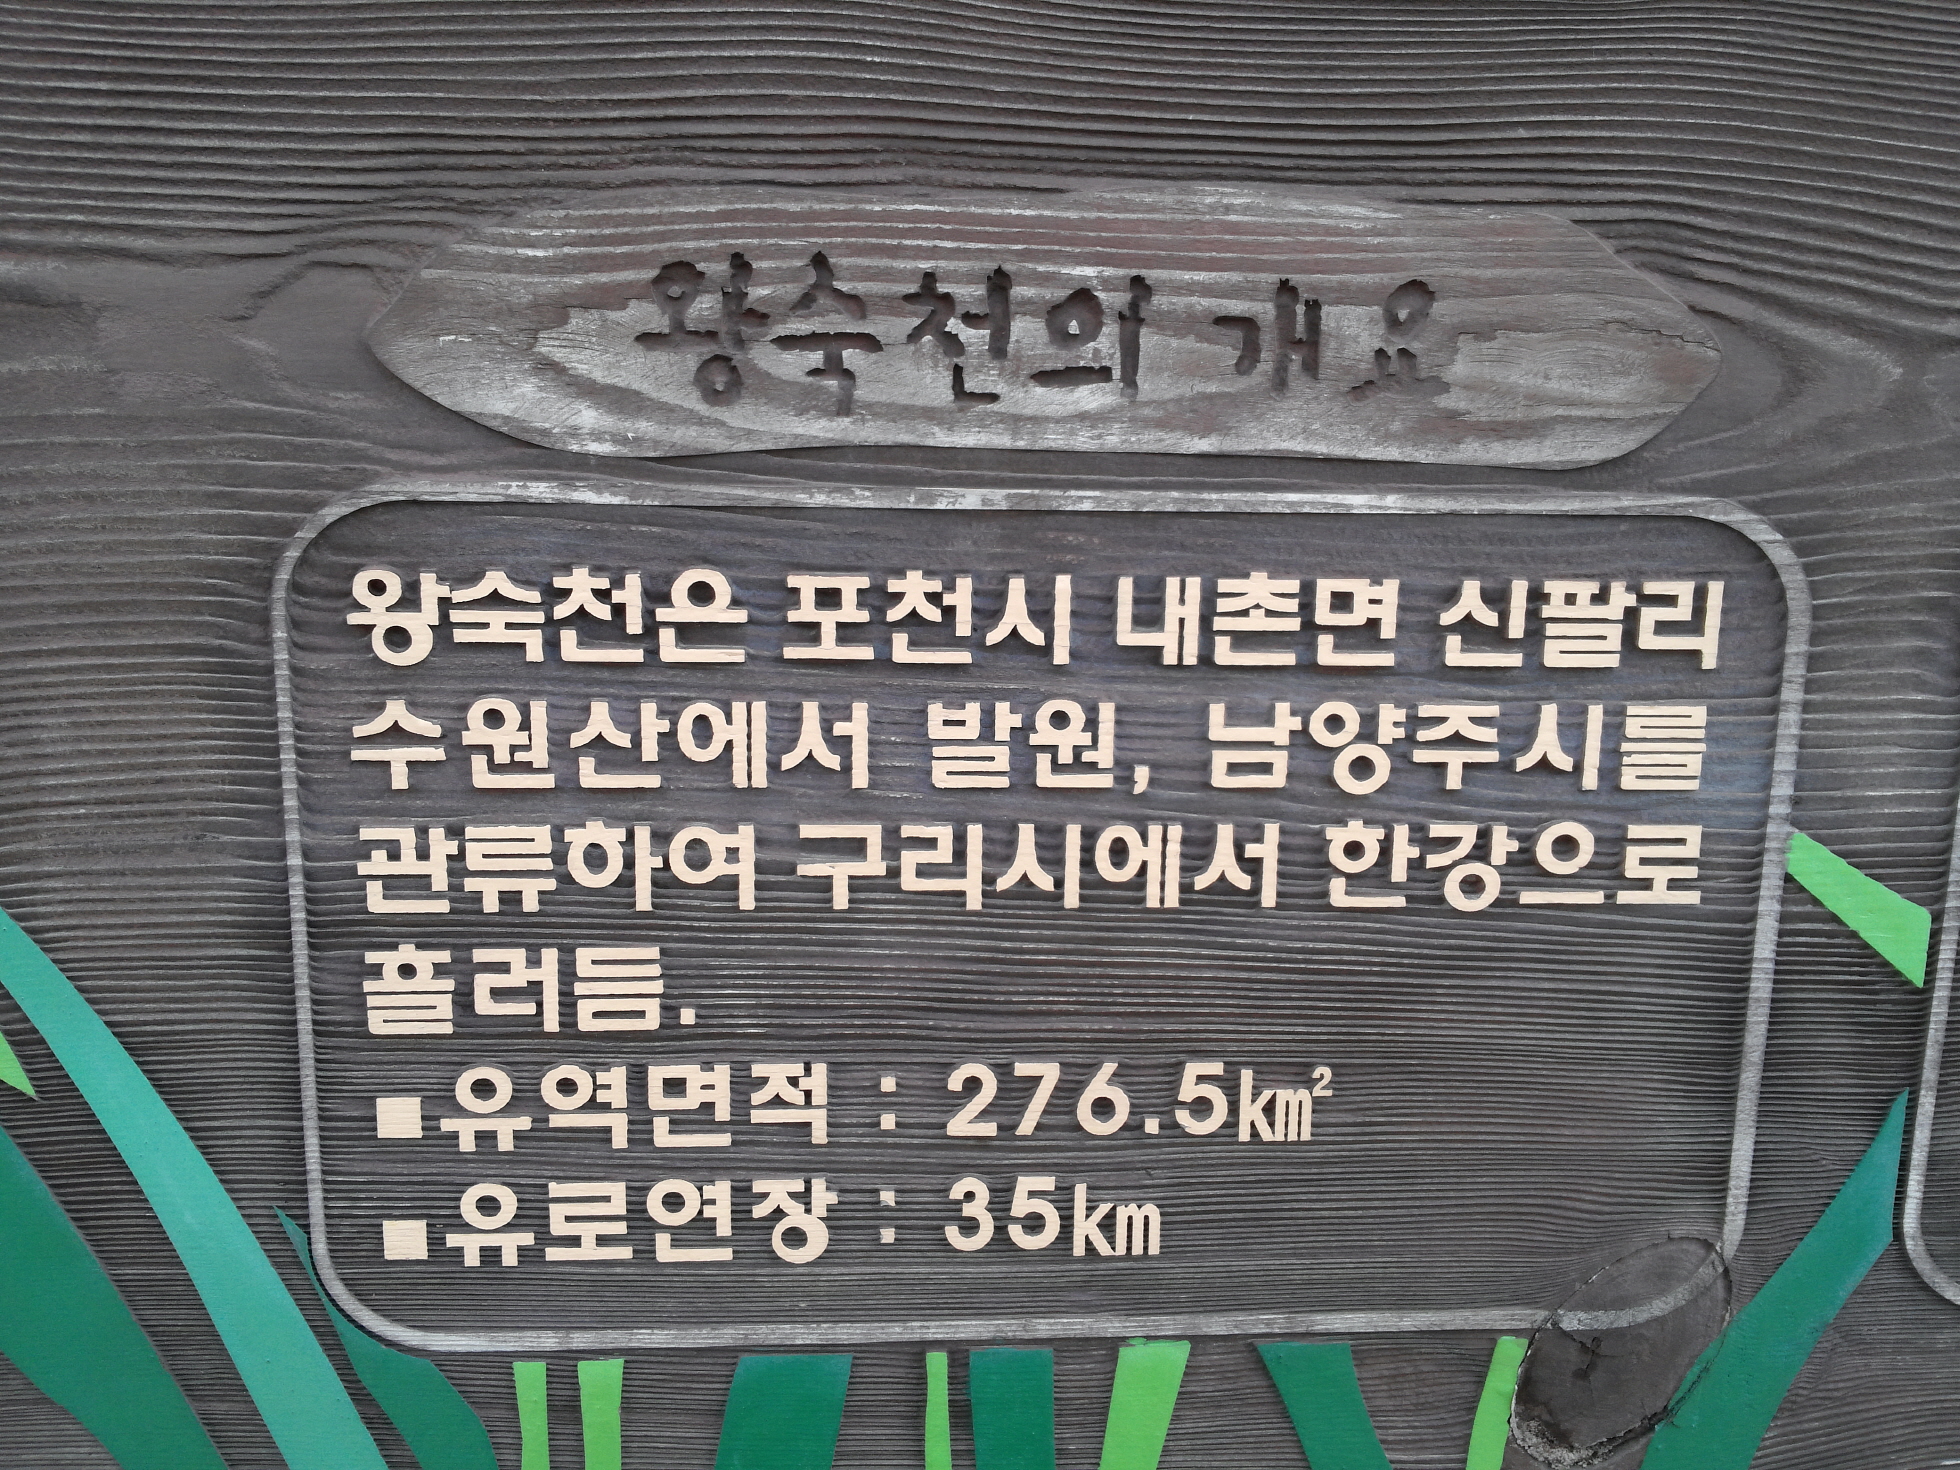 왕숙천의 개요
왕숙천은 포천시 내촌면 신팔리
수원산에서 발원, 남양주시를
관류하여 구리시에서 한강으로
흘러듬.
■유역면적 : 276.5㎢
■유로연장 : 35㎞